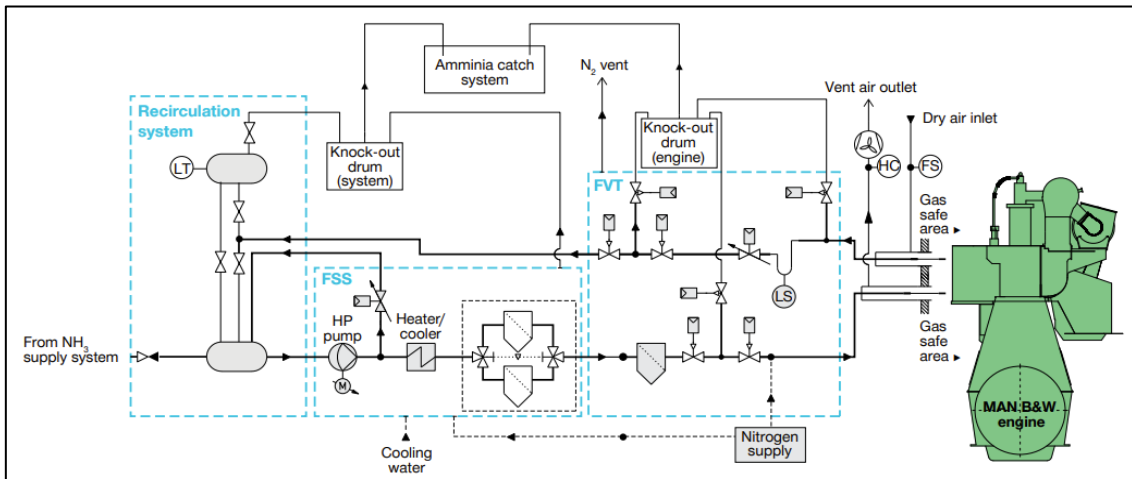 Amminia catch
system
N₂ vent
Vent air outlet
Recirculation
system
Knock-out
drum
(system)
Knock-out
drum
(engine)
Dry air inlet
LT
HC
FS
FVT
Gas
safe
area
FSS
HP
pump
Heater/
cooler
LS
From NH₃
supply system
M
Gas
safe
area
MAN B&W
engine
Nitrogen
supply
Cooling
water